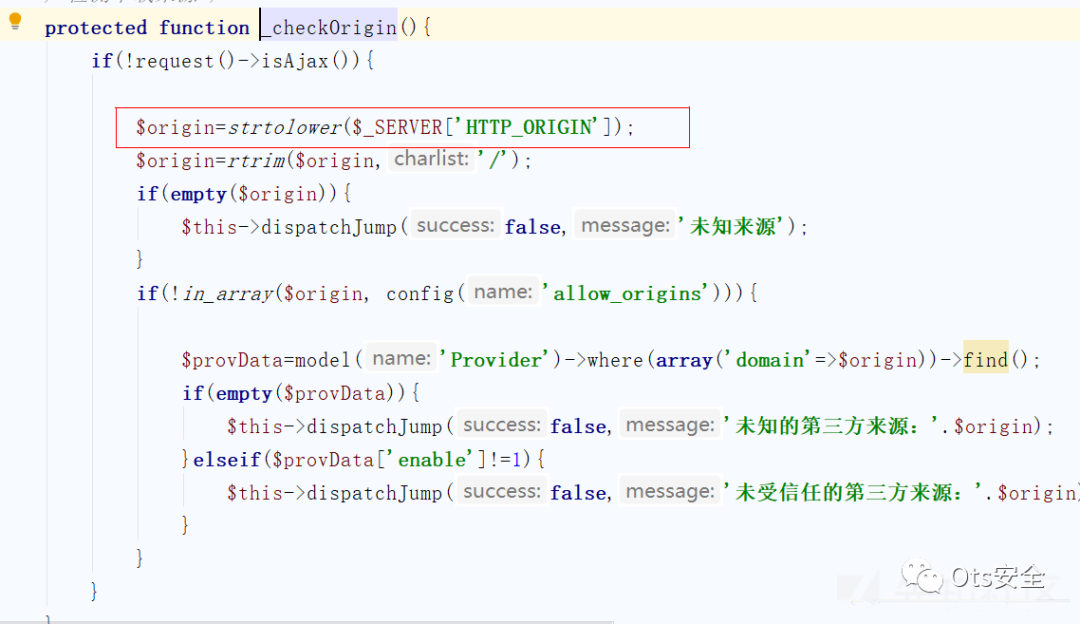 protected function _checkOrigin(){
if(!request()->isAjax()){
$origin=strtolower($_SERVER['HTTP_ORIGIN']);
$origin=rtrim($origin, charlist: '/');
if(empty($origin)){
$this->dispatchJump( success: false, message: '未知来源');
}
if(!in_array($origin, config( name: 'allow_origins'))){
$provData=model( name: 'Provider')->where(array('domain'=>$origin))->find();
if(empty($provData)){
$this->dispatchJump( success: false, message: '未知的第三方来源：'.$origin);
}elseif($provData['enable']!=1){
$this->dispatchJump( success: false, message: '未受信任的第三方来源：'.$origin)
}
}
}
Ots安全